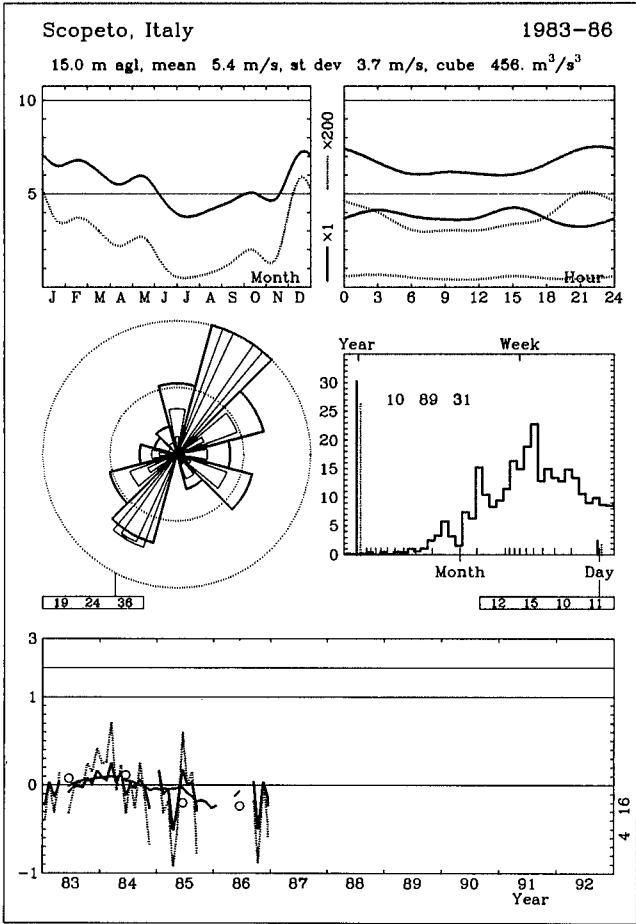 Scopeto, Italy 1983-86
15.0 m agl, mean 5.4 m/s, st dev 3.7 m/s, cube 456. m³/s³
10
5
J F M A M J J A S O N D
Month
×1 ×200
0 3 6 9 12 15 18 21 24
Hour
Year Week
35
30
25
20
15
10
5
0
10 89 31
Month Day
19 24 36
12 15 10 11
3
1
0
-1
83 84 85 86 87 88 89 90 91 92
Year
4 16